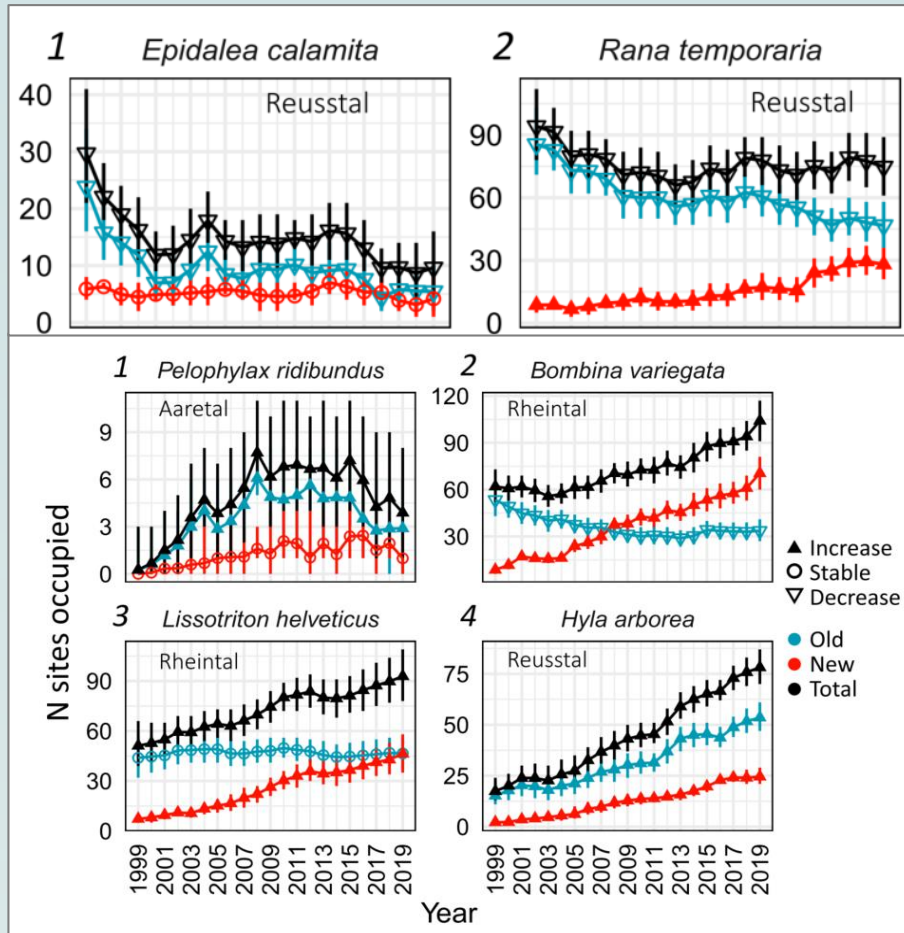 1 Epidalea calamita
Reusstal
40
30
20
10
0
2 Rana temporaria
Reusstal
90
60
30
0
1 Pelophylax ridibundus
Aaretal
9
6
3
0
2 Bombina variegata
Rheintal
120
90
60
30
Increase
Stable
Decrease
Old
New
Total
N sites occupied
3 Lissotriton helveticus
Rheintal
90
60
30
0
4 Hyla arborea
Reusstal
75
50
25
0
1999 2001 2003 2005 2007 2009 2011 2013 2015 2017 2019
1999 2001 2003 2005 2007 2009 2011 2013 2015 2017 2019
Year